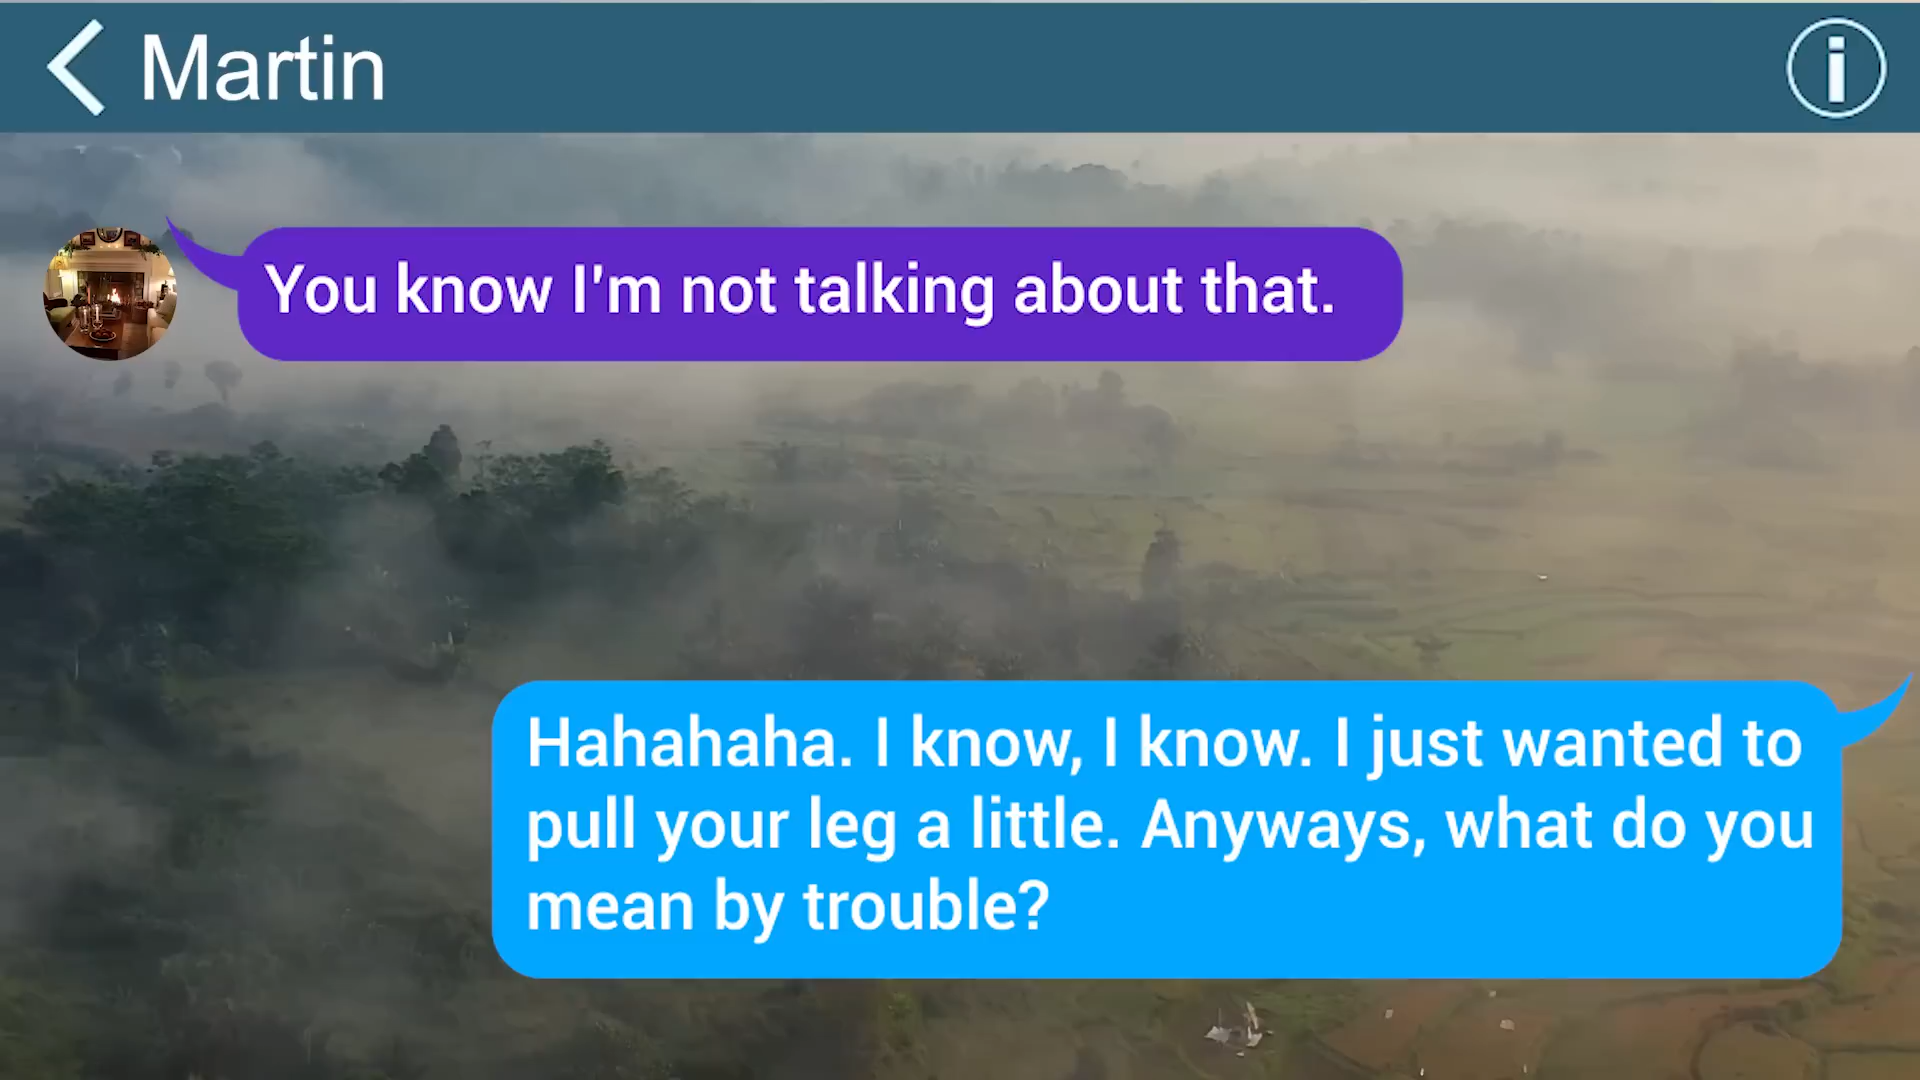 Martin
You know I'm not talking about that.
Hahahaha. I know, I know. I just wanted to
pull your leg a little. Anyways, what do you
mean by trouble?